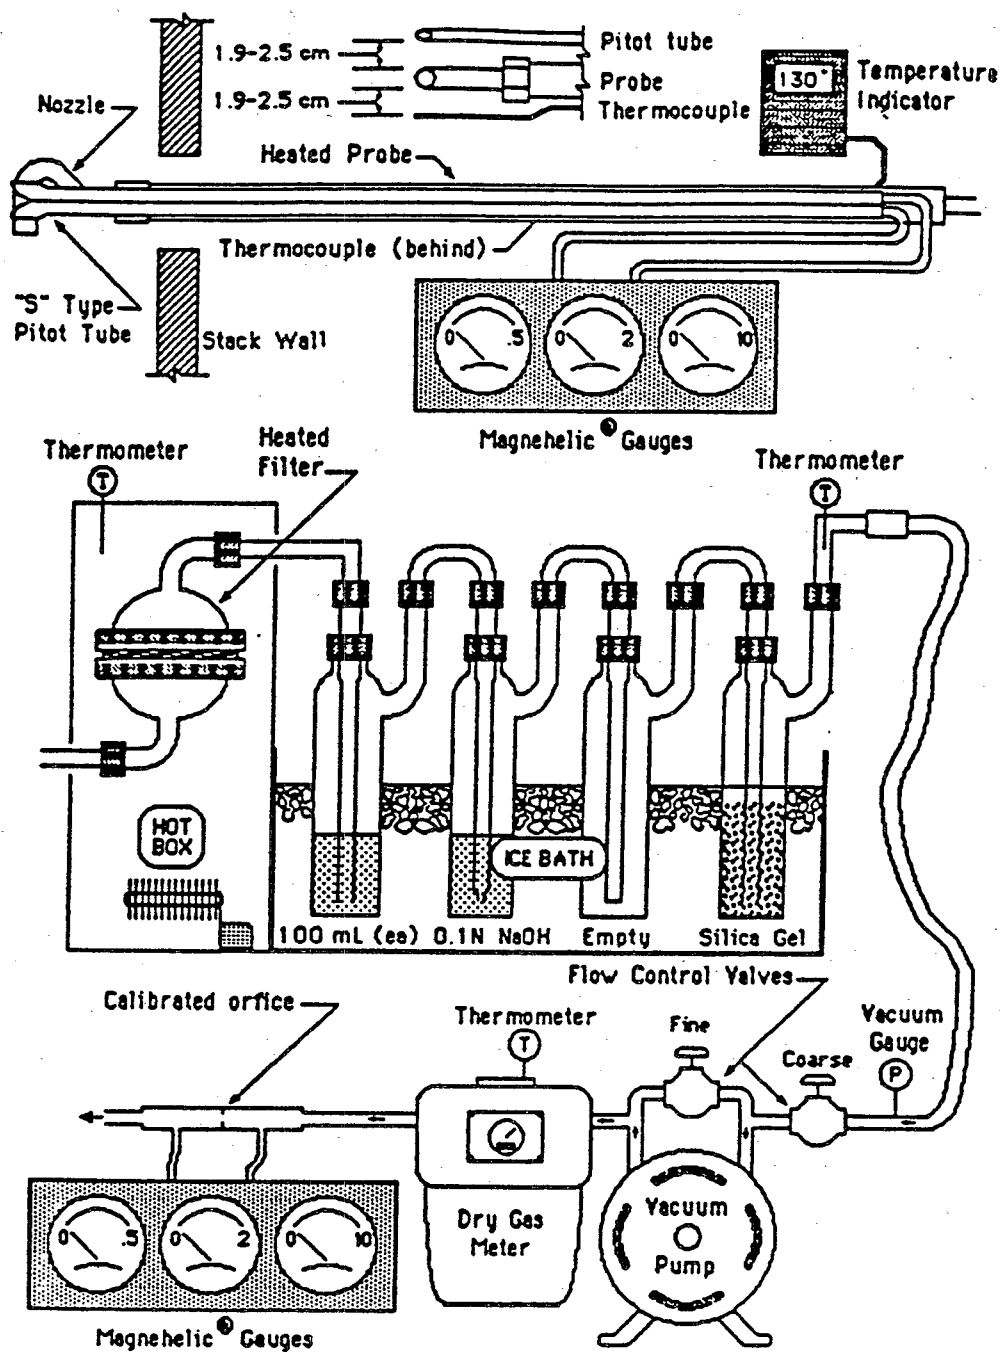 1.9-2.5 cm
Pitot tube
Probe
1.9-2.5 cm
Thermocouple
130°
Temperature
Indicator
Nozzle
Heated Probe
Thermocouple (behind)
"S" Type
Pitot Tube
Stack Wall
0 .5
0 2
0 10
Magnehelic ® Gauges
Thermometer
T
Heated
Filter
Thermometer
T
HOT
BOX
ICE BATH
100 mL (ea) 0.1N NaOH
Empty
Silica Gel
Flow Control Valves
Calibrated orfice
Thermometer
T
Fine
Coarse
Vacuum
Gauge
P
Dry Gas
Meter
Vacuum
Pump
0 .5
0 2
0 10
Magnehelic ® Gauges